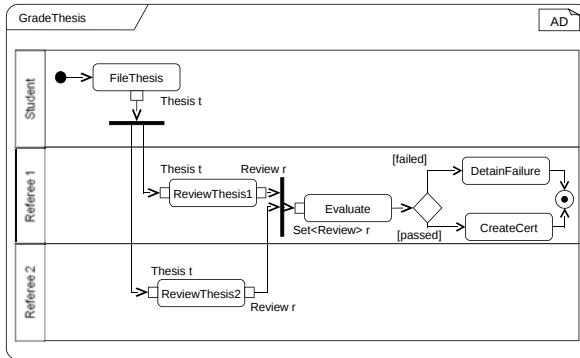 GradeThesis
AD
Student
FileThesis
Thesis t
Referee 1
Thesis t
Review r
ReviewThesis1
Evaluate
Set<Review> r
[failed]
DetainFailure
[passed]
CreateCert
Referee 2
Thesis t
ReviewThesis2
Review r